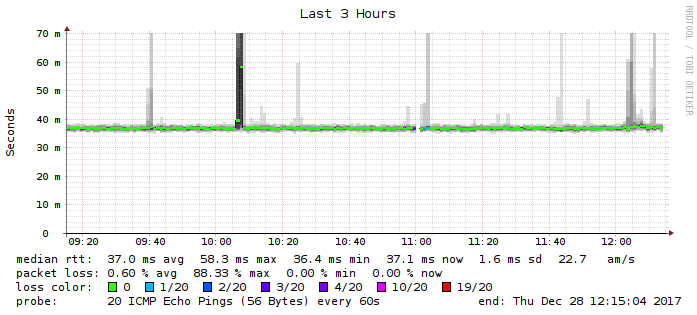 Last 3 Hours
RRDTOOL / TOBI OETIKER
Seconds
70 m
60 m
50 m
40 m
30 m
20 m
10 m
0
09:20 09:40 10:00 10:20 10:40 11:00 11:20 11:40 12:00
median rtt: 37.0 ms avg 58.3 ms max 36.4 ms min 37.1 ms now 1.6 ms sd 22.7 am/s
packet loss: 0.60 % avg 88.33 % max 0.00 % min 0.00 % now
loss color: 0 1/20 2/20 3/20 4/20 10/20 19/20
probe: 20 ICMP Echo Pings (56 Bytes) every 60s end: Thu Dec 28 12:15:04 2017